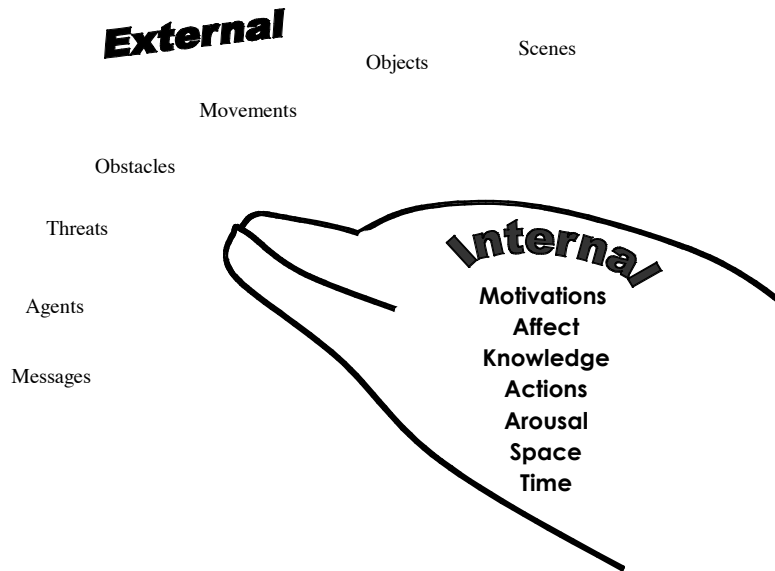 External
Scenes
Objects
Movements
Obstacles
Threats
Agents
Messages
Internal
Motivations
Affect
Knowledge
Actions
Arousal
Space
Time